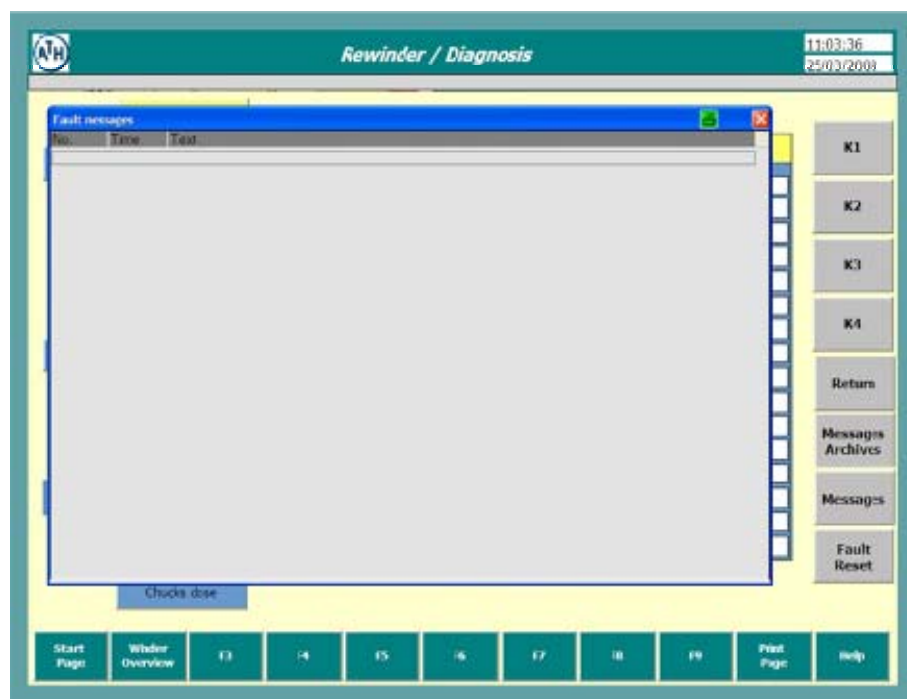 ATH
Rewinder / Diagnosis
11:03:36
25/03/2008
Fault messages
No. Time Text
K1
K2
K3
K4
Return
Messages
Archives
Messages
Fault
Reset
Chucks close
Start
Page
Winder
Overview
F3
F4
F5
F6
F7
F8
F9
Print
Page
Help